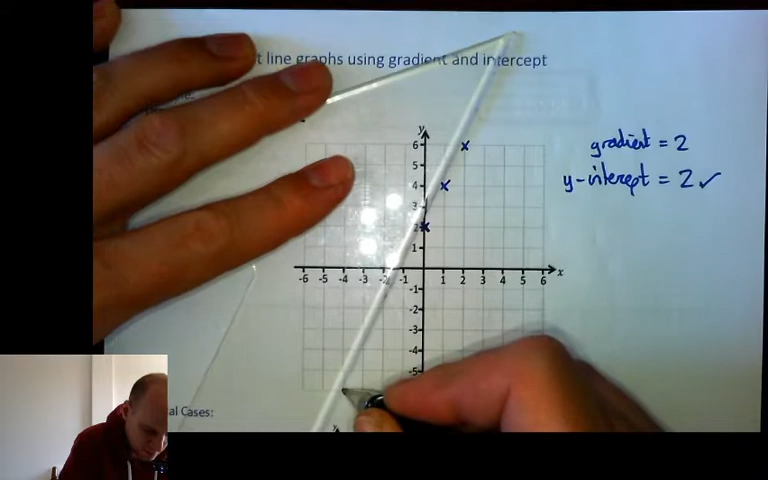 t line graphs using gradient and intercept
gradient = 2
y-intercept = 2 ✓
y
6
5
4
3
2
1
-6 -5 -4 -3 -2 -1 1 2 3 4 5 6 x
-1
-2
-3
-4
-5
al Cases:
y